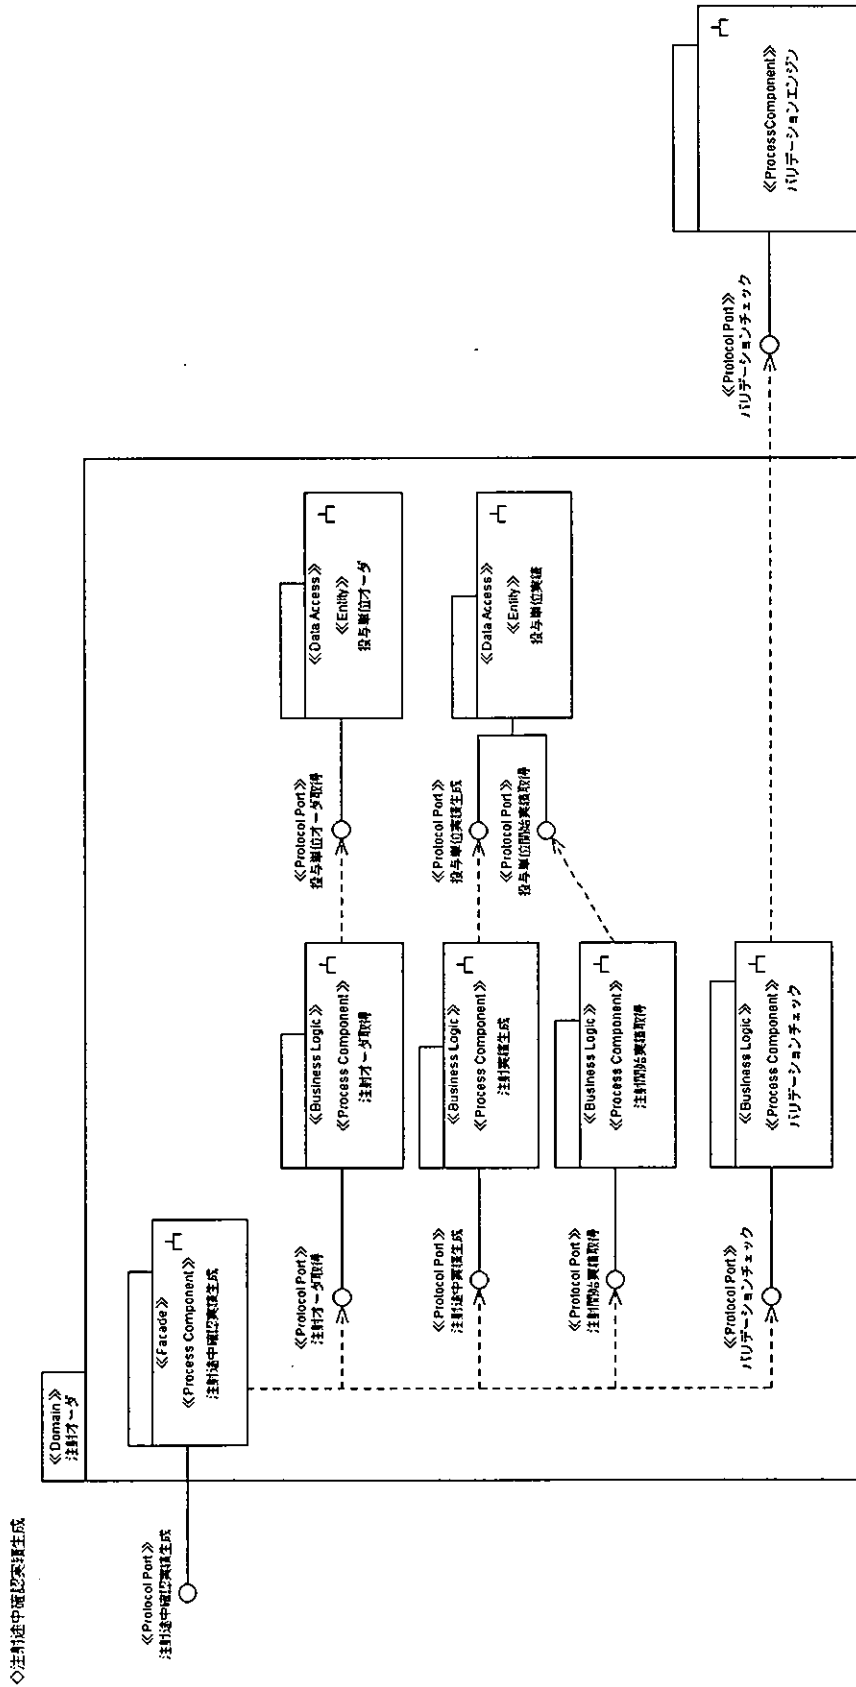 ◇注射途中確認実績生成
≪Domain≫
注射オーダ
≪Protocol Port≫
注射途中確認実績生成
≪Facade≫
≪Process Component≫
注射途中確認実績生成
≪Protocol Port≫
注射オーダ取得
≪Business Logic≫
≪Process Component≫
注射オーダ取得
≪Protocol Port≫
投与単位オーダ取得
≪Data Access≫
≪Entity≫
投与単位オーダ
≪Protocol Port≫
注射途中実績生成
≪Business Logic≫
≪Process Component≫
注射実績生成
≪Protocol Port≫
投与単位実績生成
≪Protocol Port≫
投与単位開始実績取得
≪Data Access≫
≪Entity≫
投与単位実績
≪Protocol Port≫
注射開始実績取得
≪Business Logic≫
≪Process Component≫
注射開始実績取得
≪Protocol Port≫
バリデーションチェック
≪Business Logic≫
≪Process Component≫
バリデーションチェック
≪Protocol Port≫
バリデーションチェック
≪ProcessComponent≫
バリデーションエンジン